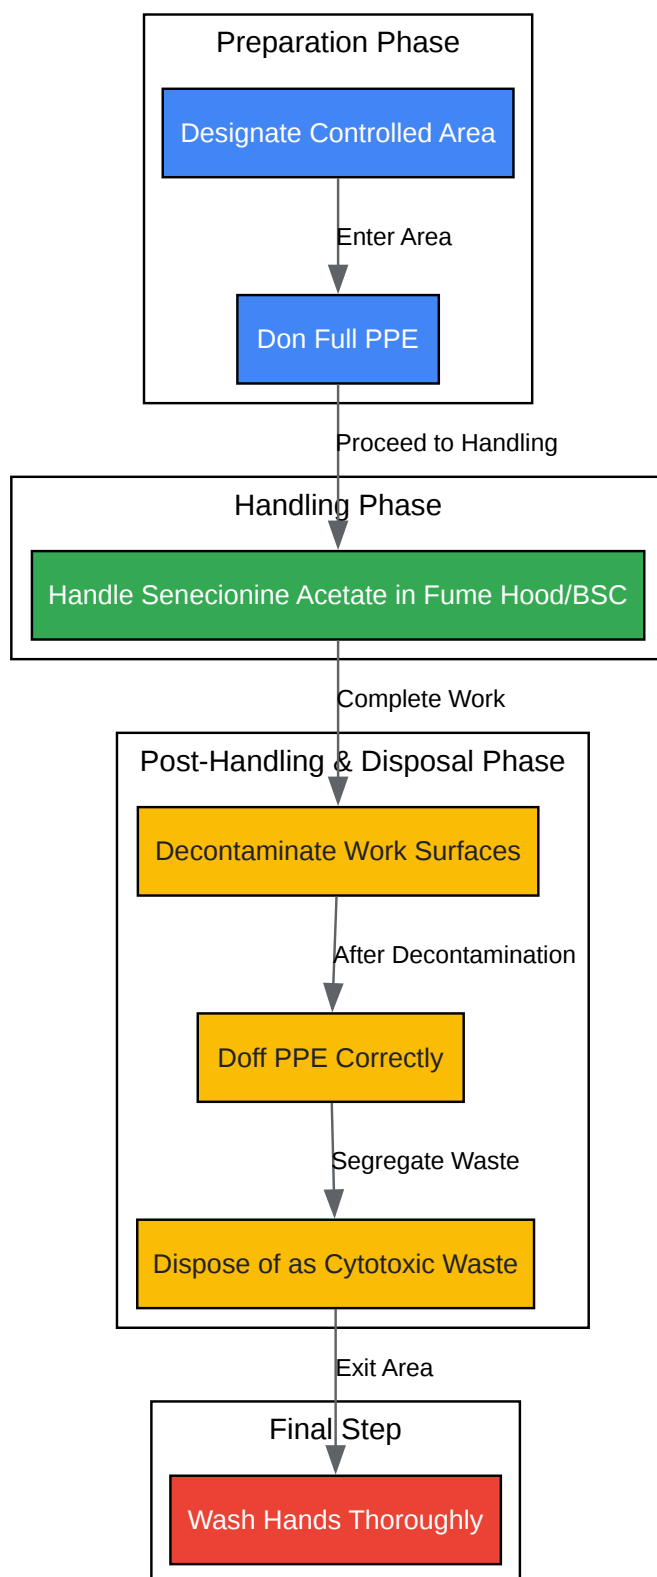 Preparation Phase
Designate Controlled Area
Enter Area
Don Full PPE
Proceed to Handling
Handling Phase
Handle Senecionine Acetate in Fume Hood/BSC
Complete Work
Post-Handling & Disposal Phase
Decontaminate Work Surfaces
After Decontamination
Doff PPE Correctly
Segregate Waste
Dispose of as Cytotoxic Waste
Exit Area
Final Step
Wash Hands Thoroughly